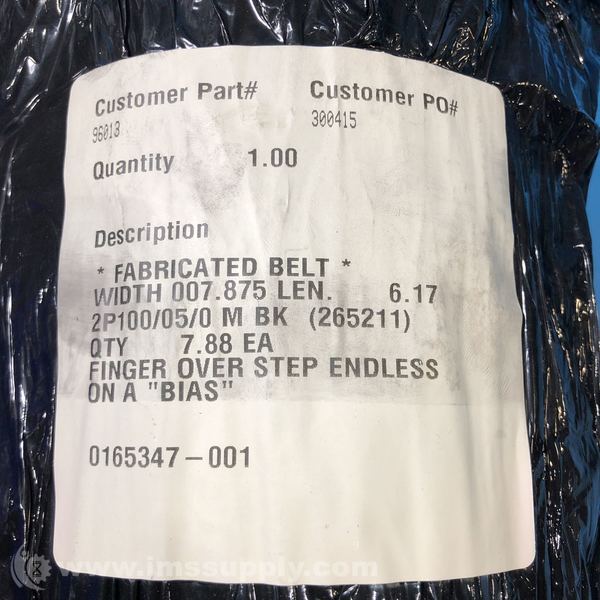 Customer Part# Customer PO#
96013 300415
Quantity 1.00
Description
* FABRICATED BELT *
WIDTH 007.875 LEN. 6.17
2P100/05/0 M BK (265211)
QTY 7.88 EA
FINGER OVER STEP ENDLESS
ON A "BIAS"
0165347-001
www.jmssupply.com